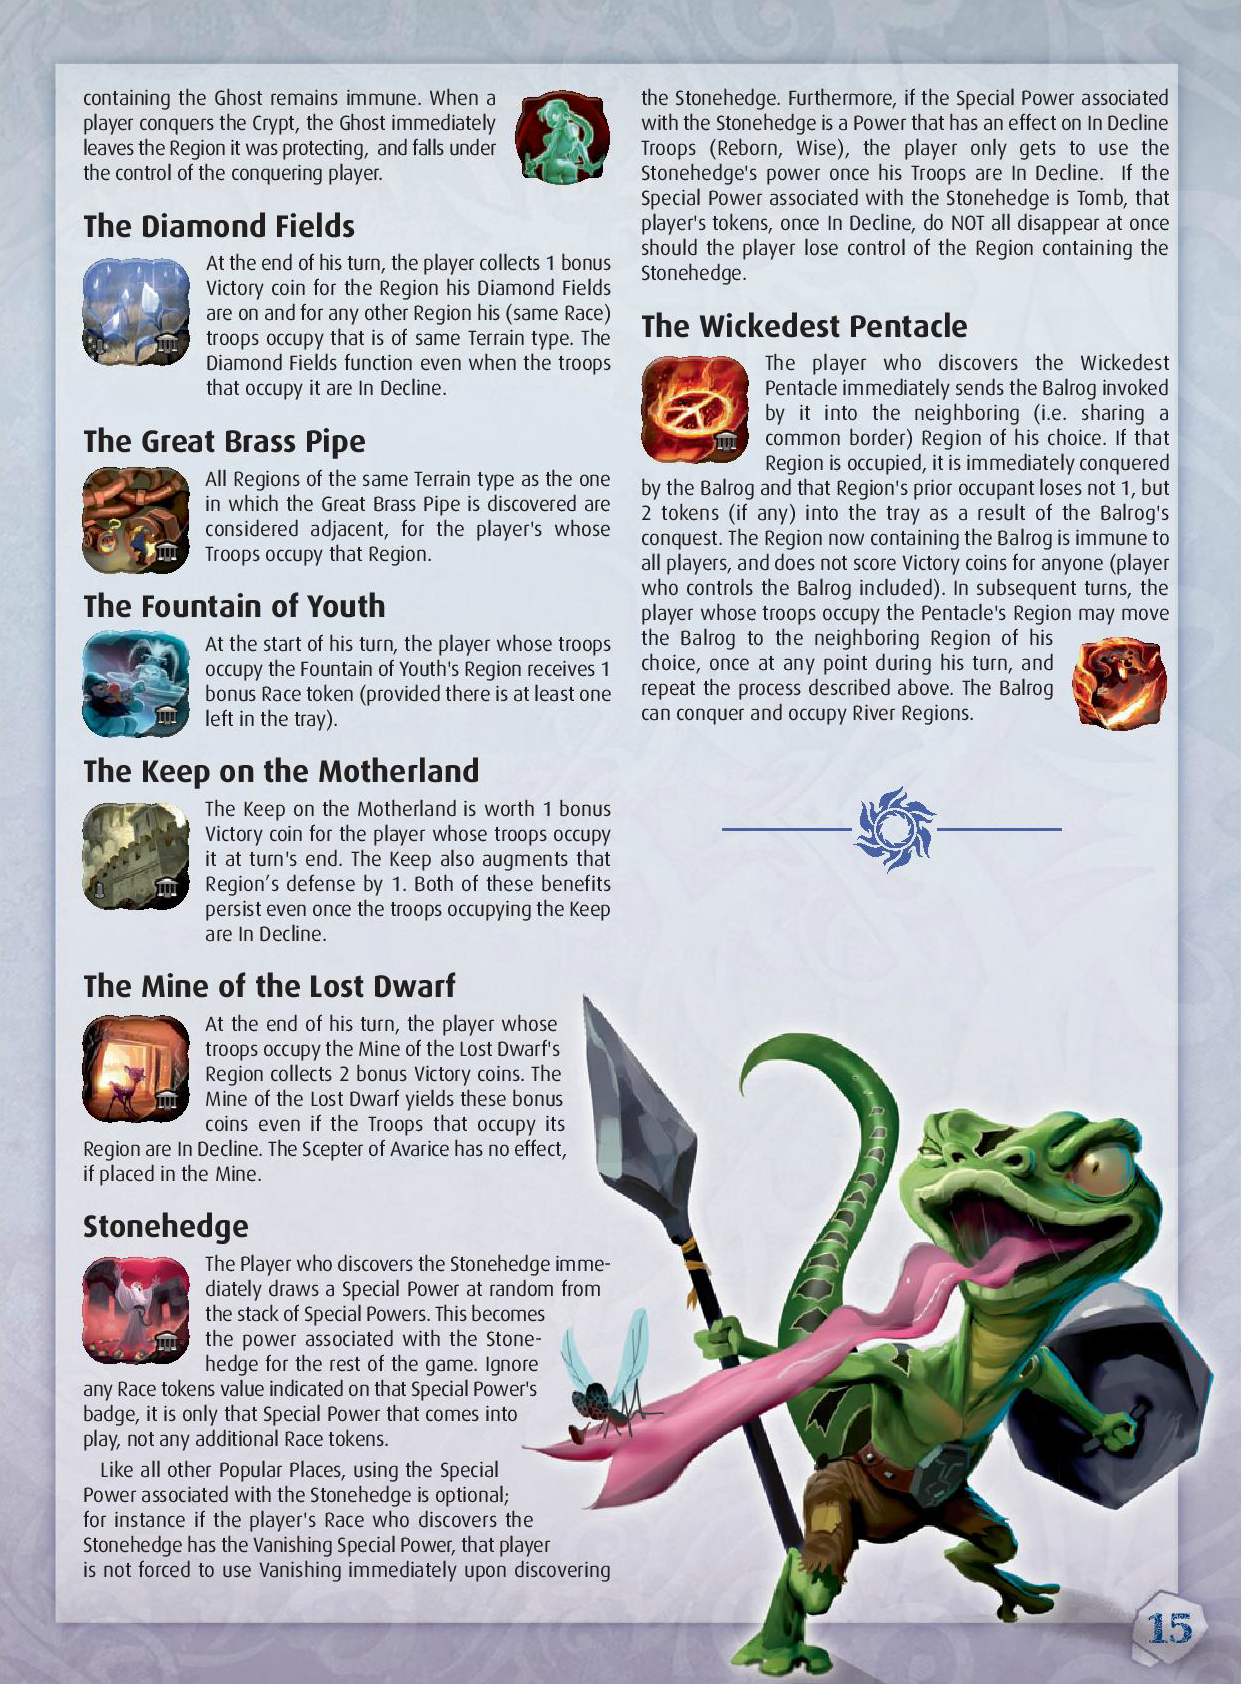 containing the Ghost remains immune. When a
player conquers the Crypt, the Ghost immediately
leaves the Region it was protecting, and falls under
the control of the conquering player.
The Diamond Fields
At the end of his turn, the player collects 1 bonus
Victory coin for the Region his Diamond Fields
are on and for any other Region his (same Race)
troops occupy that is of same Terrain type. The
Diamond Fields function even when the troops
that occupy it are In Decline.
The Great Brass Pipe
All Regions of the same Terrain type as the one
in which the Great Brass Pipe is discovered are
considered adjacent, for the player's whose
Troops occupy that Region.
The Fountain of Youth
At the start of his turn, the player whose troops
occupy the Fountain of Youth's Region receives 1
bonus Race token (provided there is at least one
left in the tray).
The Keep on the Motherland
The Keep on the Motherland is worth 1 bonus
Victory coin for the player whose troops occupy
it at turn's end. The Keep also augments that
Region's defense by 1. Both of these benefits
persist even once the troops occupying the Keep
are In Decline.
The Mine of the Lost Dwarf
At the end of his turn, the player whose
troops occupy the Mine of the Lost Dwarf's
Region collects 2 bonus Victory coins. The
Mine of the Lost Dwarf yields these bonus
coins even if the Troops that occupy its
Region are In Decline. The Scepter of Avarice has no effect,
if placed in the Mine.
Stonehedge
The Player who discovers the Stonehedge imme-
diately draws a Special Power at random from
the stack of Special Powers. This becomes
the power associated with the Stone-
hedge for the rest of the game. Ignore
any Race tokens value indicated on that Special Power's
badge, it is only that Special Power that comes into
play, not any additional Race tokens.
Like all other Popular Places, using the Special
Power associated with the Stonehedge is optional;
for instance if the player's Race who discovers the
Stonehedge has the Vanishing Special Power, that player
is not forced to use Vanishing immediately upon discovering
the Stonehedge. Furthermore, if the Special Power associated
with the Stonehedge is a Power that has an effect on In Decline
Troops (Reborn, Wise), the player only gets to use the
Stonehedge's power once his Troops are In Decline. If the
Special Power associated with the Stonehedge is Tomb, that
player's tokens, once In Decline, do NOT all disappear at once
should the player lose control of the Region containing the
Stonehedge.
The Wickedest Pentacle
The player who discovers the Wickedest
Pentacle immediately sends the Balrog invoked
by it into the neighboring (i.e. sharing a
common border) Region of his choice. If that
Region is occupied, it is immediately conquered
by the Balrog and that Region's prior occupant loses not 1, but
2 tokens (if any) into the tray as a result of the Balrog's
conquest. The Region now containing the Balrog is immune to
all players, and does not score Victory coins for anyone (player
who controls the Balrog included). In subsequent turns, the
player whose troops occupy the Pentacle's Region may move
the Balrog to the neighboring Region of his
choice, once at any point during his turn, and
repeat the process described above. The Balrog
can conquer and occupy River Regions.
15